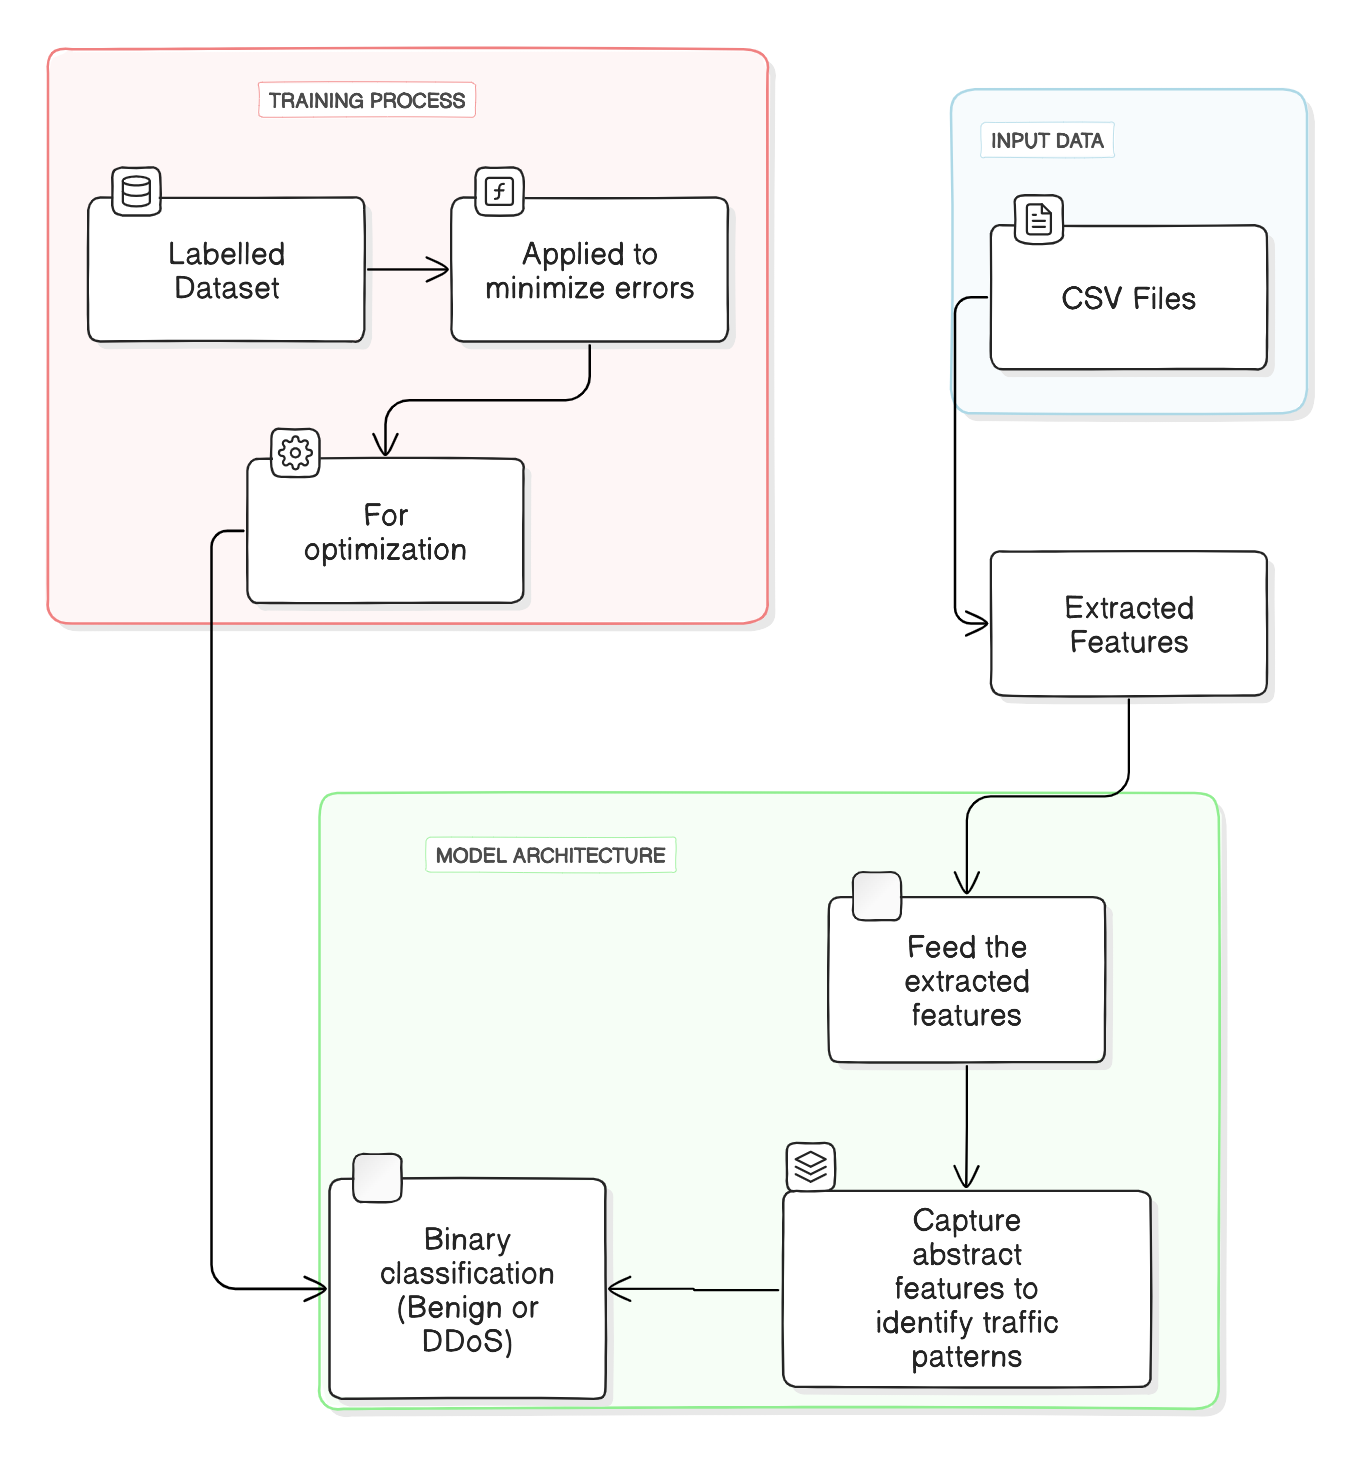 TRAINING PROCESS
Labelled
Dataset
Applied to
minimize errors
For
optimization
INPUT DATA
CSV Files
Extracted
Features
MODEL ARCHITECTURE
Feed the
extracted
features
Capture
abstract
features to
identify traffic
patterns
Binary
classification
(Benign or
DDoS)